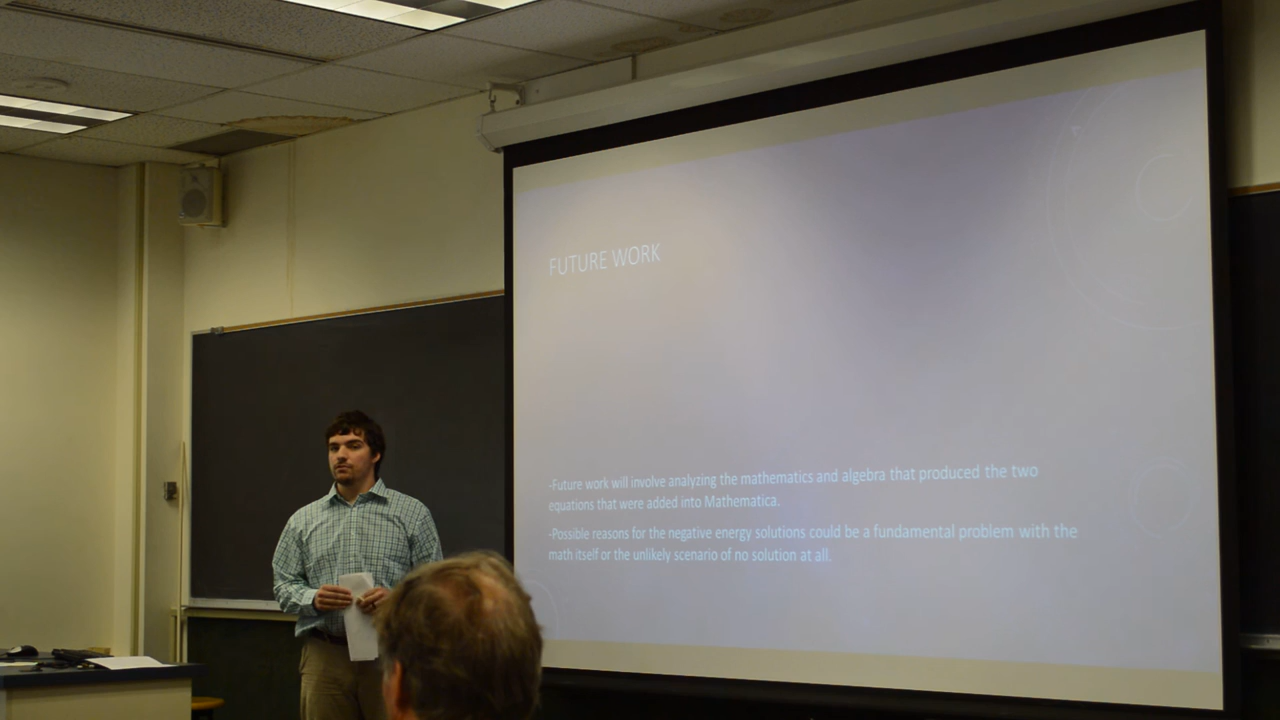 FUTURE WORK
-Future work will involve analyzing the mathematics and algebra that produced the two
equations that were added into Mathematica.
-Possible reasons for the negative energy solutions could be a fundamental problem with the
math itself or the unlikely scenario of no solution at all.